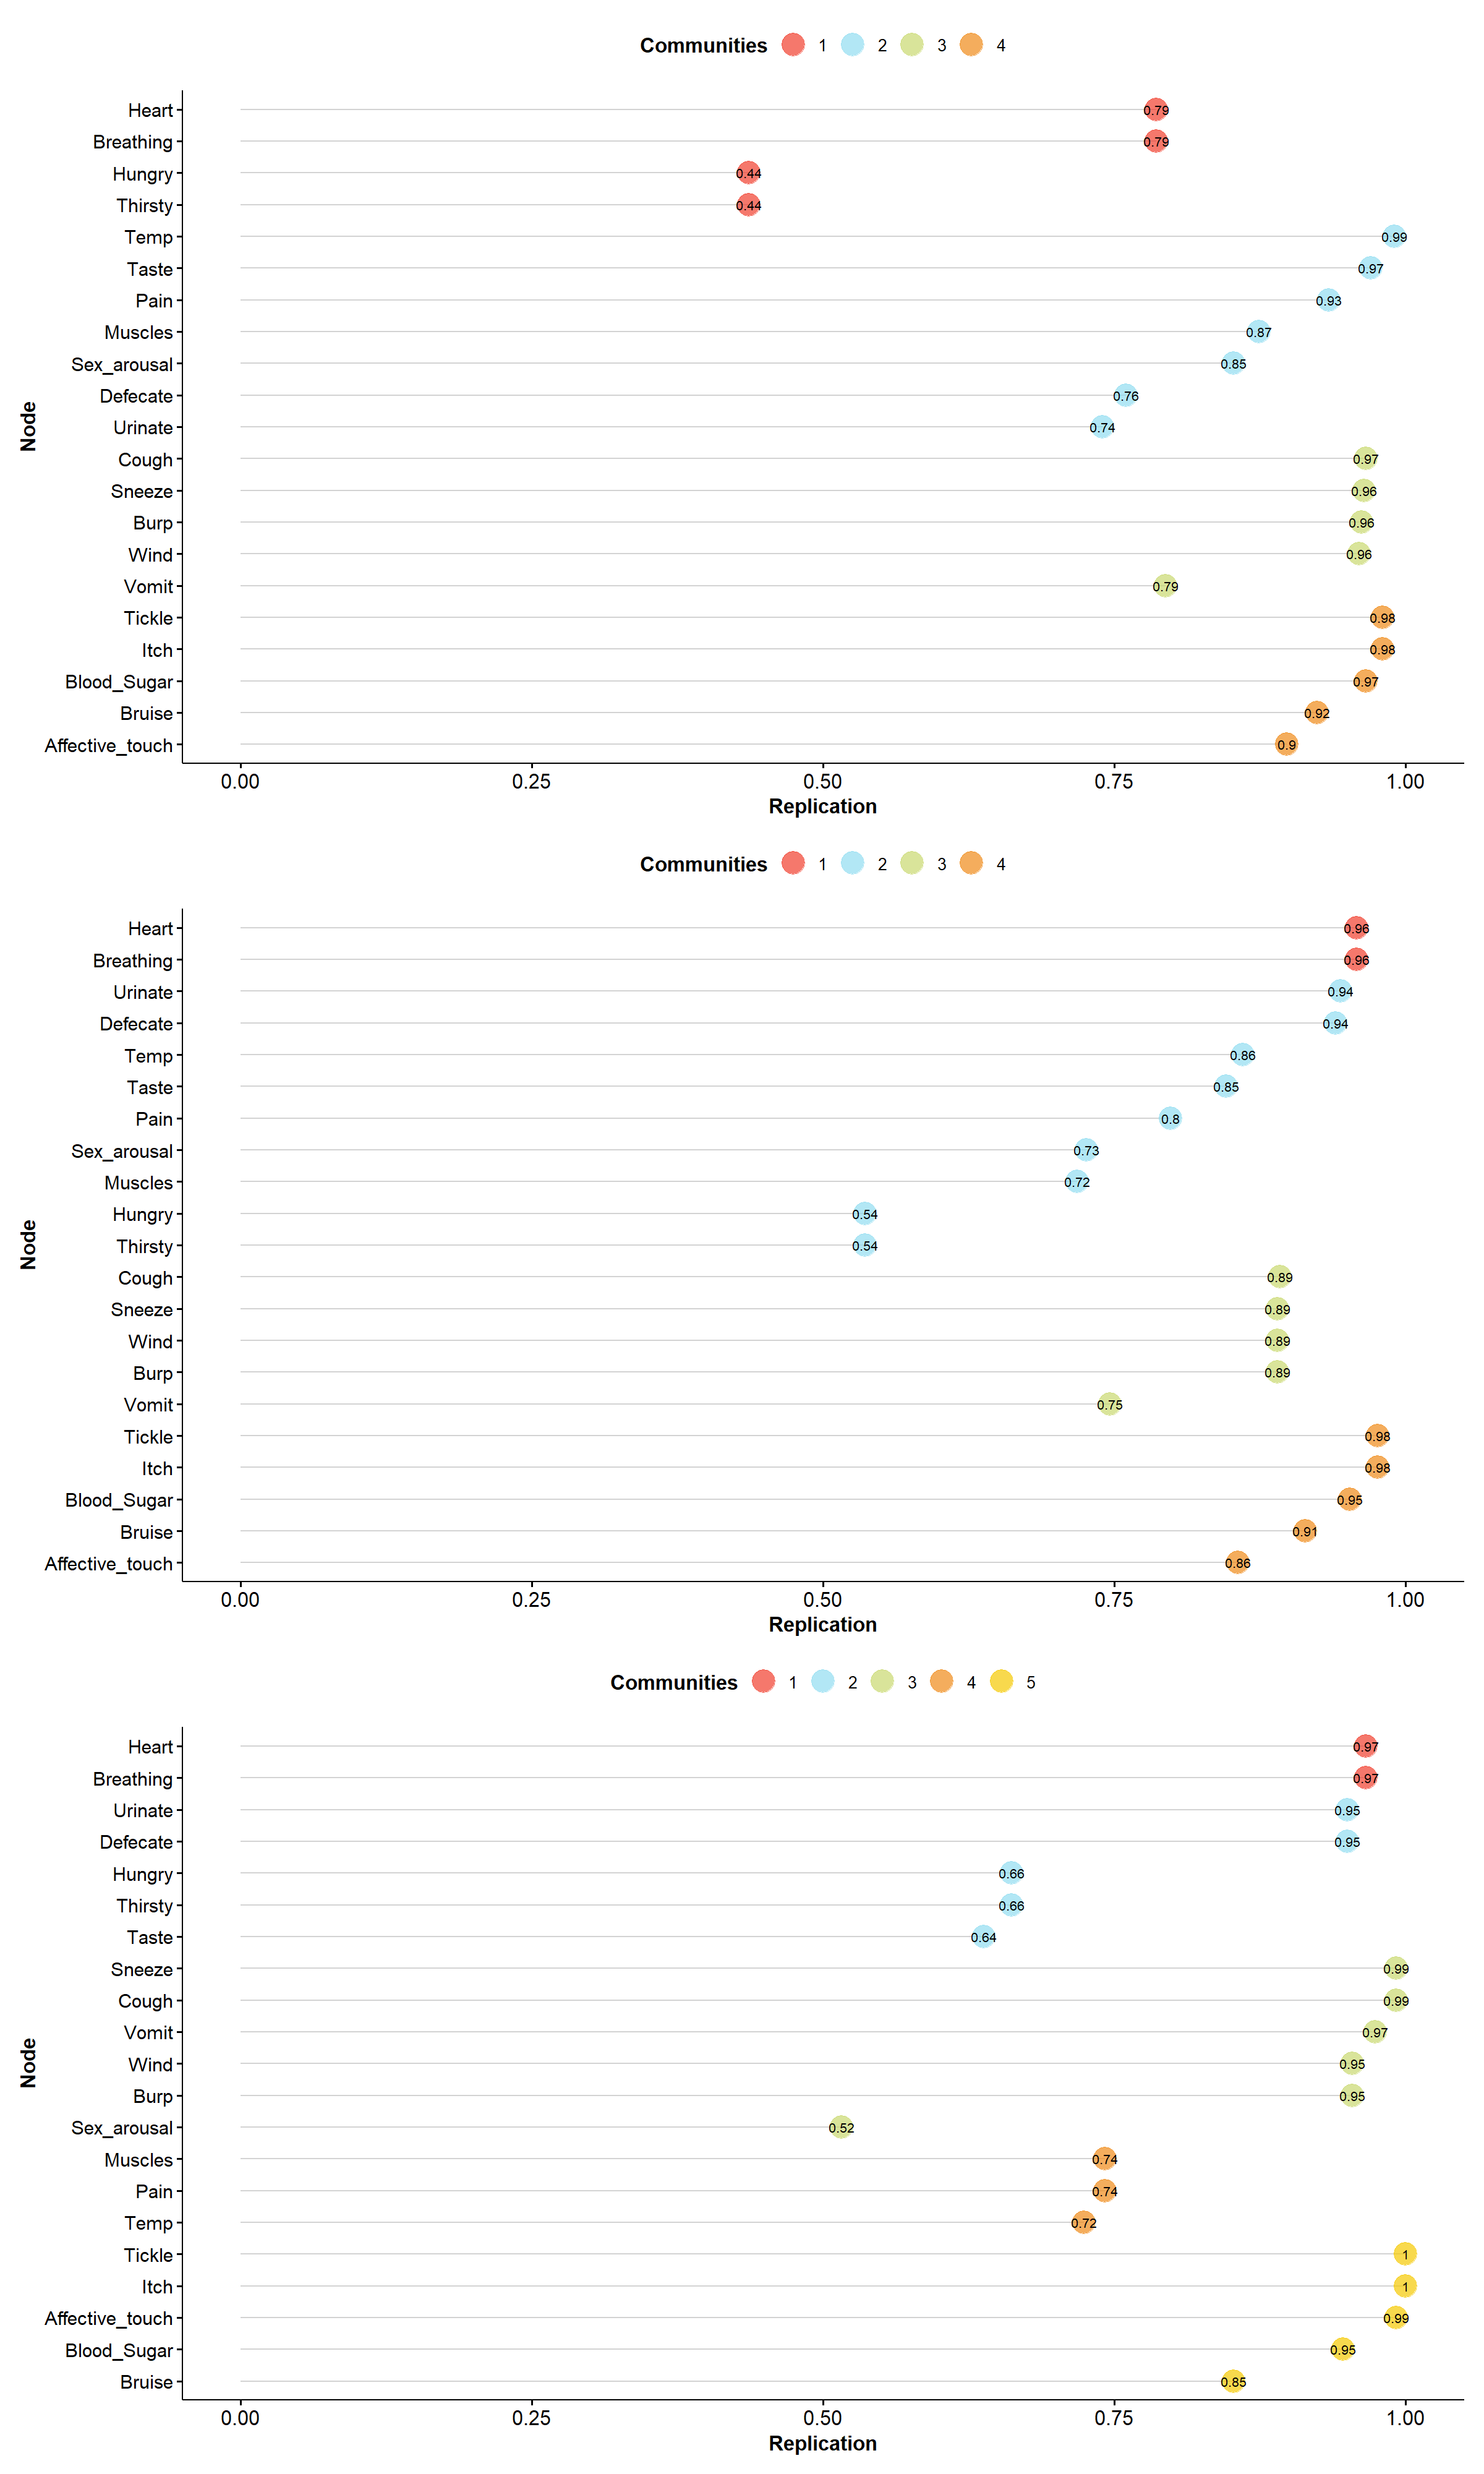 Communities 1 2 3 4
Heart 0.79
Breathing 0.79
Hungry 0.44
Thirsty 0.44
Temp 0.99
Taste 0.97
Pain 0.93
Muscles 0.87
Sex_arousal 0.85
Defecate 0.76
Urinate 0.74
Cough 0.97
Sneeze 0.96
Burp 0.96
Wind 0.96
Vomit 0.79
Tickle 0.98
Itch 0.98
Blood_Sugar 0.97
Bruise 0.92
Affective_touch 0.9
Node
0.00 0.25 0.50 0.75 1.00
Replication
Communities 1 2 3 4
Heart 0.96
Breathing 0.96
Urinate 0.94
Defecate 0.94
Temp 0.86
Taste 0.85
Pain 0.8
Sex_arousal 0.73
Muscles 0.72
Hungry 0.54
Thirsty 0.54
Cough 0.89
Sneeze 0.89
Wind 0.89
Burp 0.89
Vomit 0.75
Tickle 0.98
Itch 0.98
Blood_Sugar 0.95
Bruise 0.91
Affective_touch 0.86
Node
0.00 0.25 0.50 0.75 1.00
Replication
Communities 1 2 3 4 5
Heart 0.97
Breathing 0.97
Urinate 0.95
Defecate 0.95
Hungry 0.66
Thirsty 0.66
Taste 0.64
Sneeze 0.99
Cough 0.99
Vomit 0.97
Wind 0.95
Burp 0.95
Sex_arousal 0.52
Muscles 0.74
Pain 0.74
Temp 0.72
Tickle 1
Itch 1
Affective_touch 0.99
Blood_Sugar 0.95
Bruise 0.85
Node
0.00 0.25 0.50 0.75 1.00
Replication